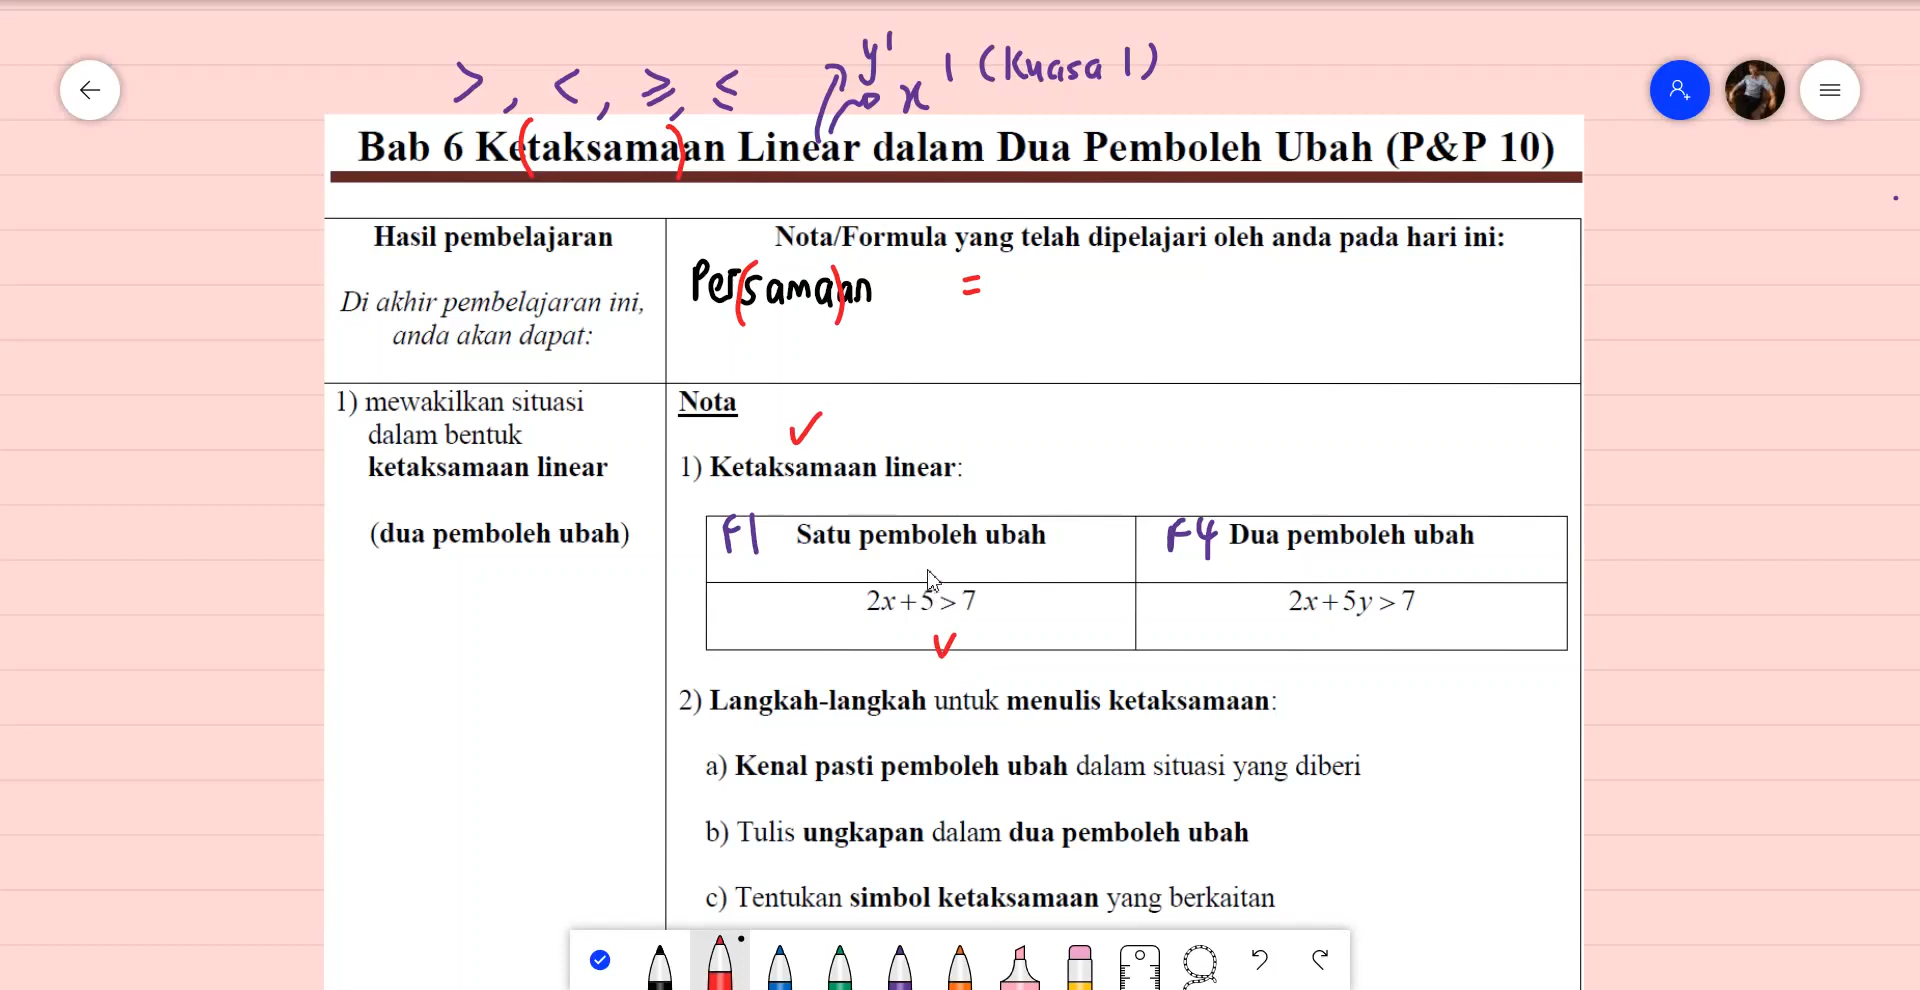 >, <, ≥, ≤ y¹ x¹ (Kuasa 1)
Bab 6 Ketaksamaan Linear dalam Dua Pemboleh Ubah (P&P 10)
Hasil pembelajaran
Di akhir pembelajaran ini,
anda akan dapat:
Nota/Formula yang telah dipelajari oleh anda pada hari ini:
Per(sama)an =
1) mewakilkan situasi
dalam bentuk
ketaksamaan linear
(dua pemboleh ubah)
Nota
1) Ketaksamaan linear:
F1 Satu pemboleh ubah
F4 Dua pemboleh ubah
2x+5>7
2x+5y>7
2) Langkah-langkah untuk menulis ketaksamaan:
a) Kenal pasti pemboleh ubah dalam situasi yang diberi
b) Tulis ungkapan dalam dua pemboleh ubah
c) Tentukan simbol ketaksamaan yang berkaitan